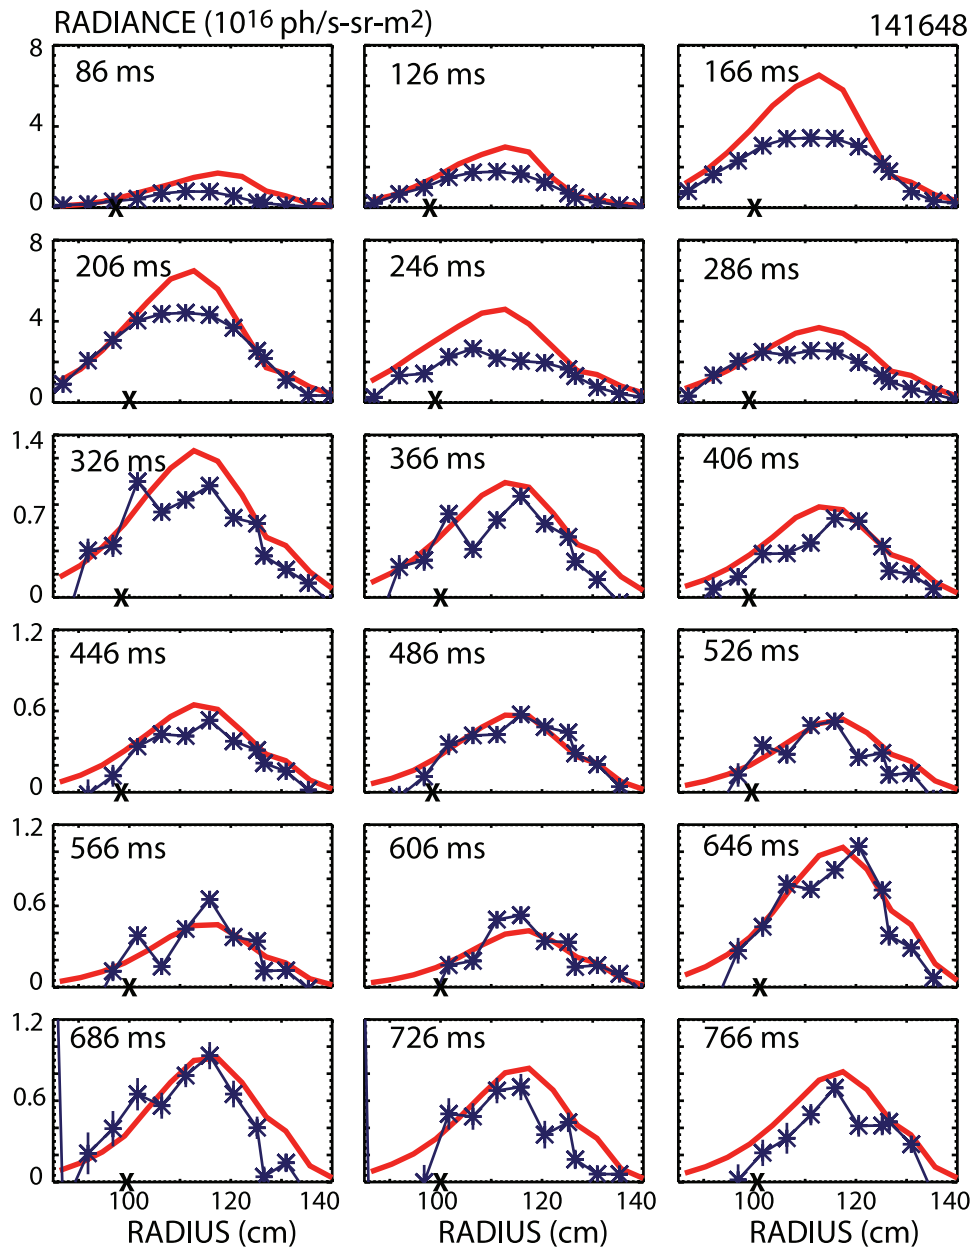 RADIANCE (10¹⁶ ph/s-sr-m²) 141648
8 86 ms 126 ms 166 ms
4
0 X X X
8 206 ms 246 ms 286 ms
4
0 X X X
1.4 326 ms 366 ms 406 ms
0.7
0 X X X
1.2 446 ms 486 ms 526 ms
0.6
0 X X X
1.2 566 ms 606 ms 646 ms
0.6
0 X X X
1.2 686 ms 726 ms 766 ms
0.6
0 X X X
100 120 140 100 120 140 100 120 140
RADIUS (cm) RADIUS (cm) RADIUS (cm)